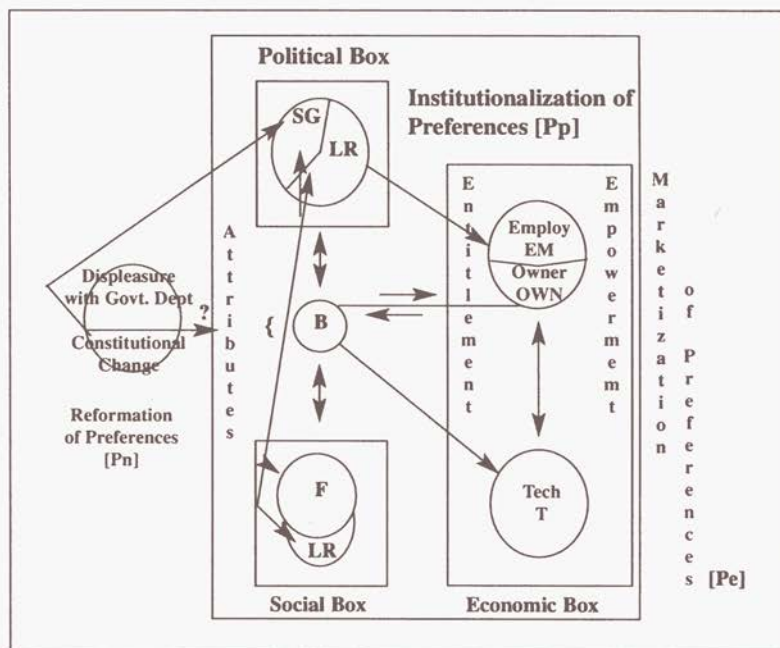 Political Box
Institutionalization of
Preferences [Pp]
SG
LR
Attributes
Entitlement
Empowermemt
Marketization
of Preferences [Pe]
Employ
EM
Owner
OWN
Displeasure
with Govt. Dept
?
Constitutional
Change
{
B
Reformation
of Preferences
[Pn]
F
LR
Tech
T
Social Box
Economic Box